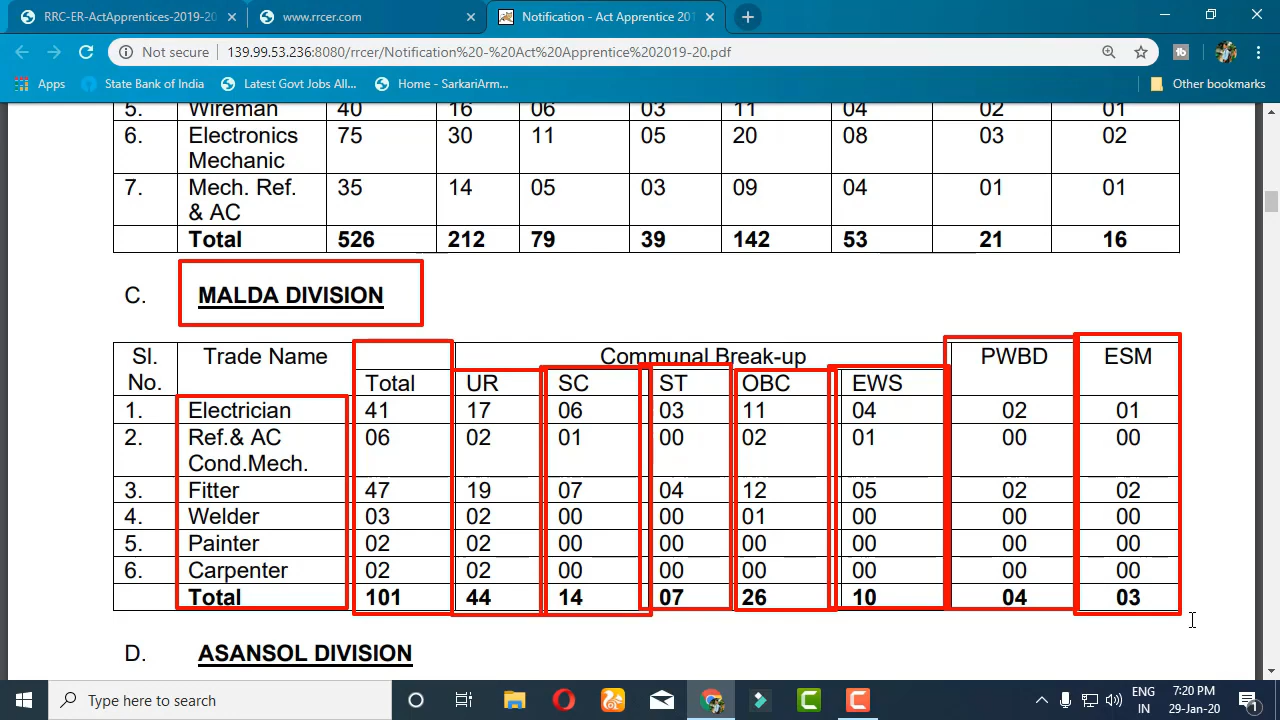 RRC-ER-ActApprentices-2019-20
www.rrcer.com
Notification - Act Apprentice 201
Not secure 139.99.53.236:8080/rrcer/Notification%20-%20Act%20Apprentice%202019-20.pdf
Apps State Bank of India Latest Govt Jobs All... Home - SarkariArm... Other bookmarks
5. Wireman 40 16 06 03 11 04 02 01
6. Electronics Mechanic 75 30 11 05 20 08 03 02
7. Mech. Ref. & AC 35 14 05 03 09 04 01 01
Total 526 212 79 39 142 53 21 16
C. MALDA DIVISION
Sl. No. Trade Name Communal Break-up PWBD ESM
Total UR SC ST OBC EWS
1. Electrician 41 17 06 03 11 04 02 01
2. Ref.& AC Cond.Mech. 06 02 01 00 02 01 00 00
3. Fitter 47 19 07 04 12 05 02 02
4. Welder 03 02 00 00 01 00 00 00
5. Painter 02 02 00 00 00 00 00 00
6. Carpenter 02 02 00 00 00 00 00 00
Total 101 44 14 07 26 10 04 03
D. ASANSOL DIVISION
Type here to search
ENG
IN
7:20 PM
29-Jan-20
1